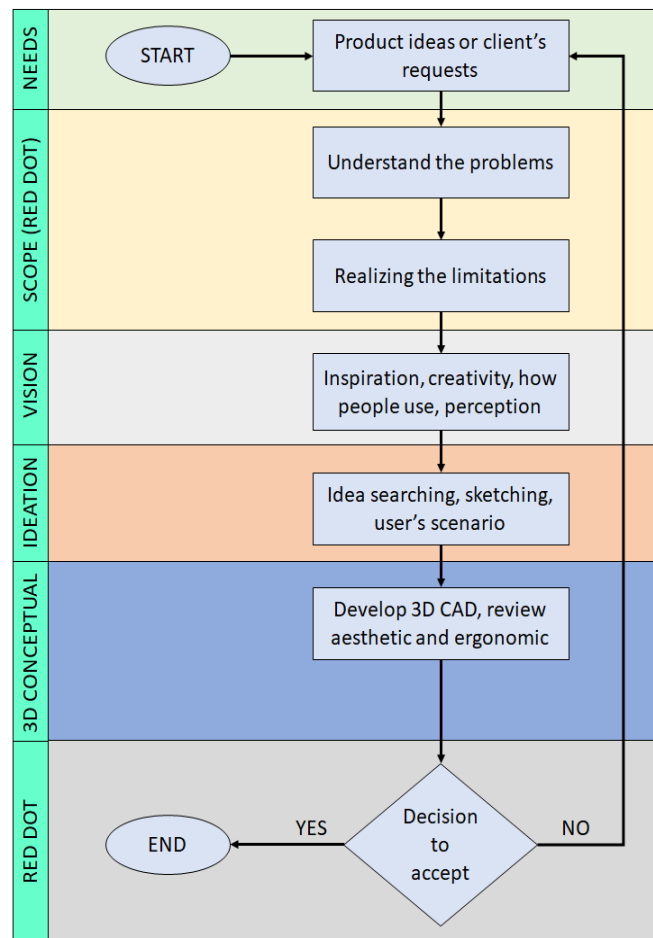 NEEDS
START
Product ideas or client's
requests
SCOPE (RED DOT)
Understand the problems
Realizing the limitations
VISION
Inspiration, creativity, how
people use, perception
IDEATION
Idea searching, sketching,
user's scenario
3D CONCEPTUAL
Develop 3D CAD, review
aesthetic and ergonomic
RED DOT
END
YES
Decision
to
accept
NO